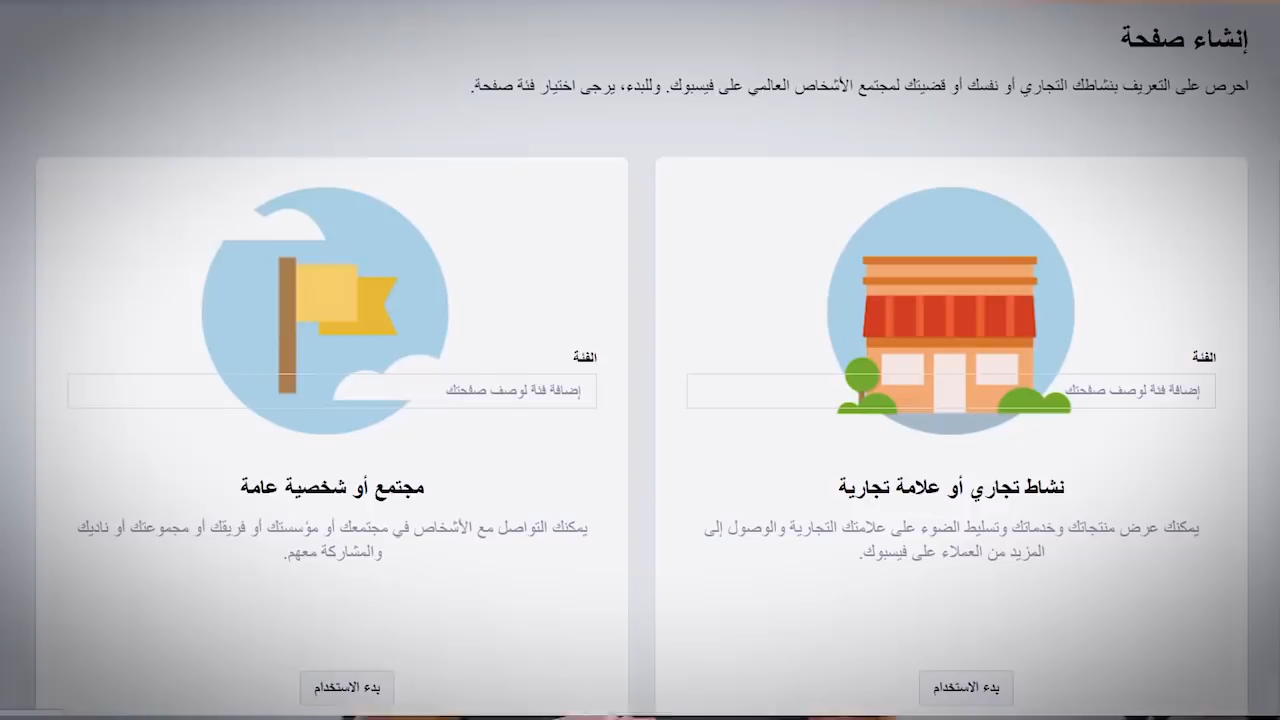 إنشاء صفحة
احرص على التعريف بنشاطك التجاري أو نفسك أو قضيتك لمجتمع الأشخاص العالمي على فيسبوك. وللبدء، يرجى اختيار فئة صفحة.
الفئة
إضافة فئة لوصف صفحتك
نشاط تجاري أو علامة تجارية
يمكنك عرض منتجاتك وخدماتك وتسليط الضوء على علامتك التجارية والوصول إلى
المزيد من العملاء على فيسبوك.
بدء الاستخدام
الفئة
إضافة فئة لوصف صفحتك
مجتمع أو شخصية عامة
يمكنك التواصل مع الأشخاص في مجتمعك أو مؤسستك أو فريقك أو مجموعتك أو ناديك
والمشاركة معهم.
بدء الاستخدام